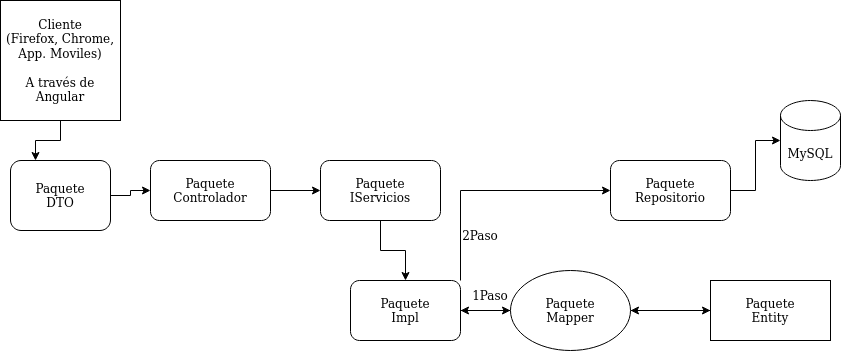 Cliente
(Firefox, Chrome,
App. Moviles)
A través de
Angular
Paquete
DTO
Paquete
Controlador
Paquete
IServicios
Paquete
Repositorio
MySQL
2Paso
Paquete
Impl
1Paso
Paquete
Mapper
Paquete
Entity